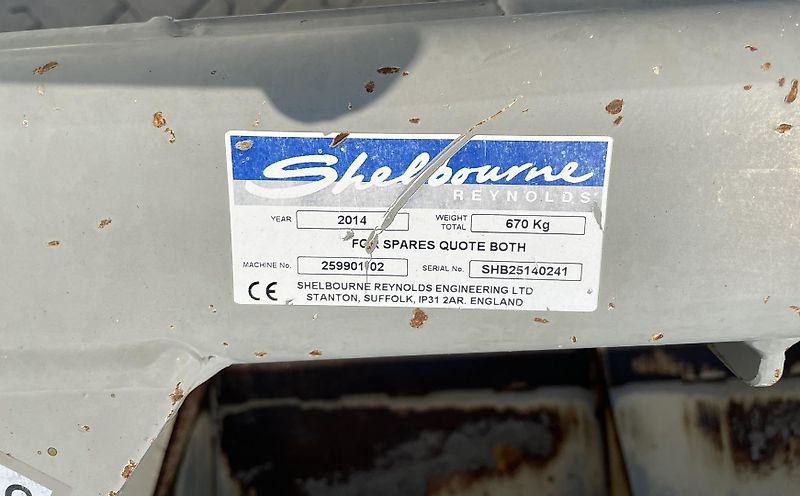 Shelbourne
REYNOLDS
YEAR 2014 WEIGHT TOTAL 670 Kg
FOR SPARES QUOTE BOTH
MACHINE No. SERIAL No. SHB25140241
CE
SHELBOURNE REYNOLDS ENGINEERING LTD
STANTON, SUFFOLK, IP31 2AR. ENGLAND